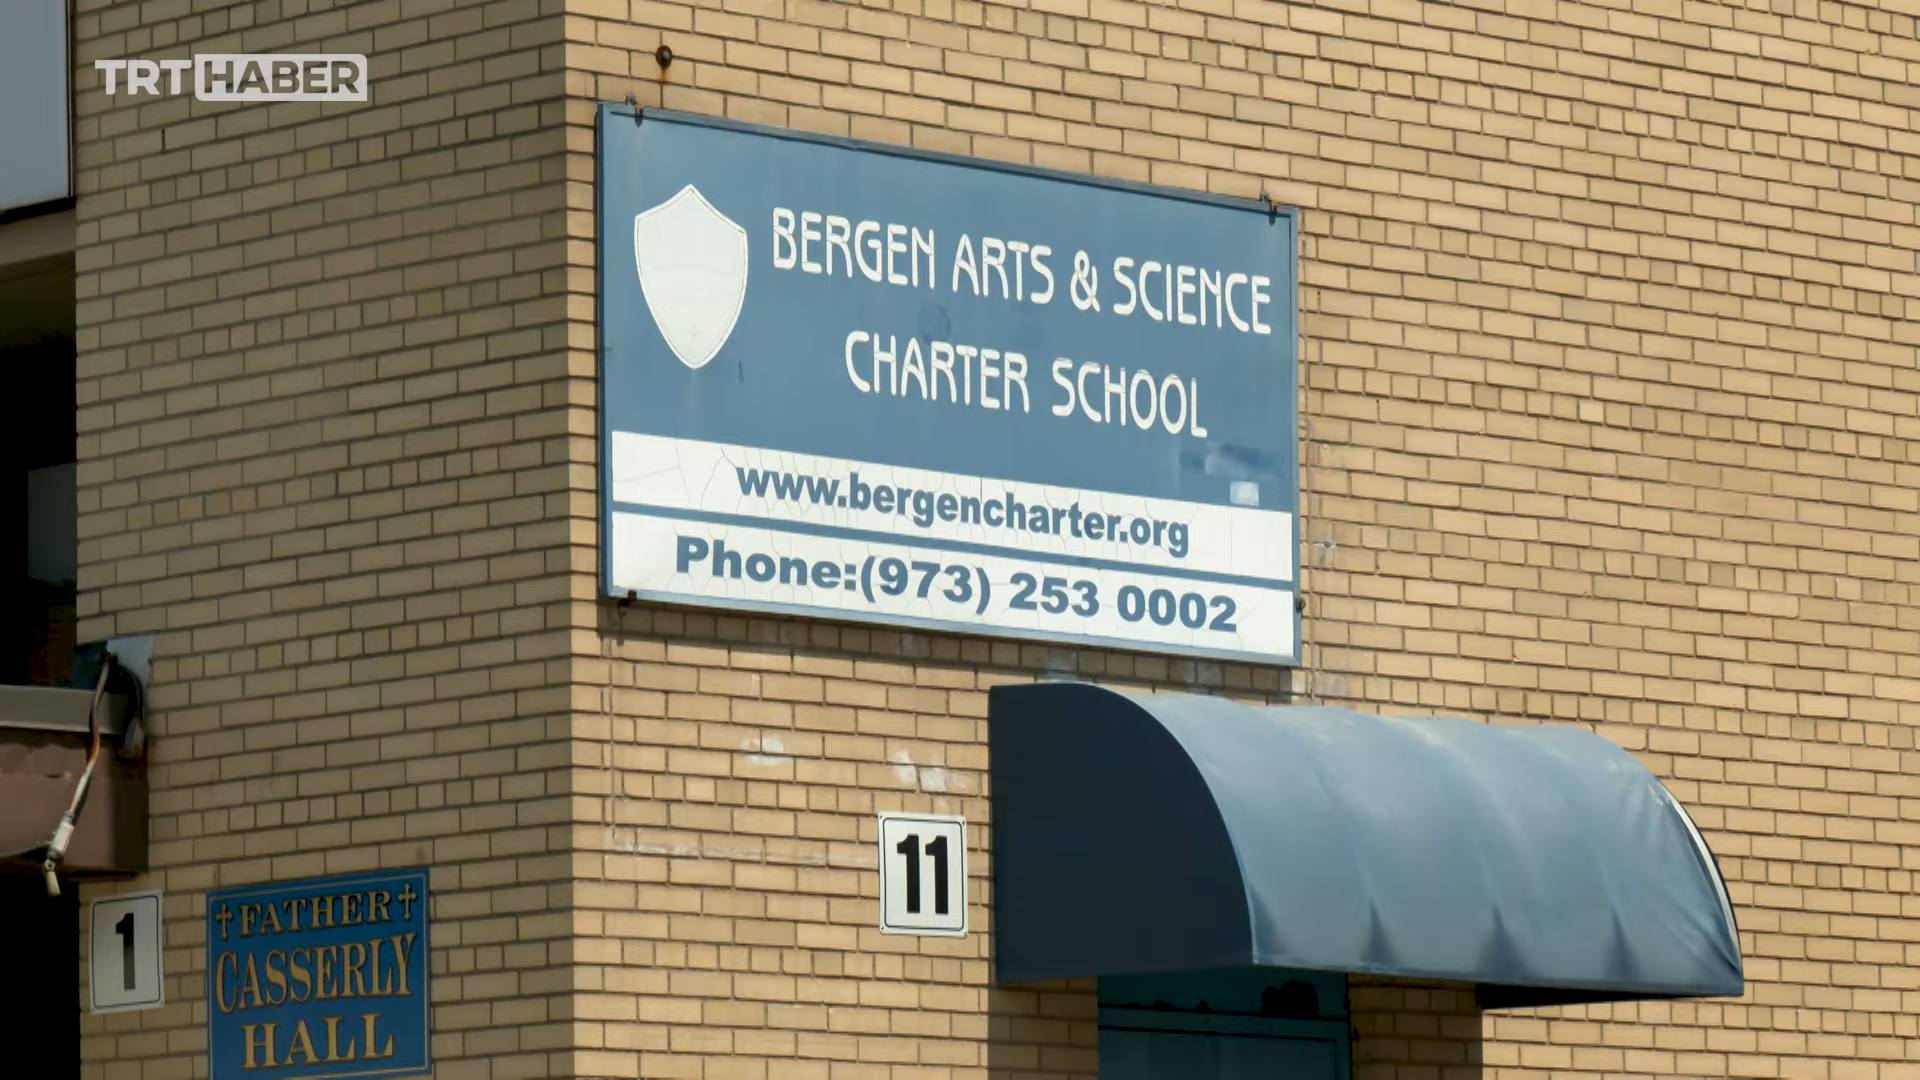 TRT HABER
BERGEN ARTS & SCIENCE
CHARTER SCHOOL
www.bergencharter.org
Phone:(973) 253 0002
11
1
FATHER
CASSERLY
HALL